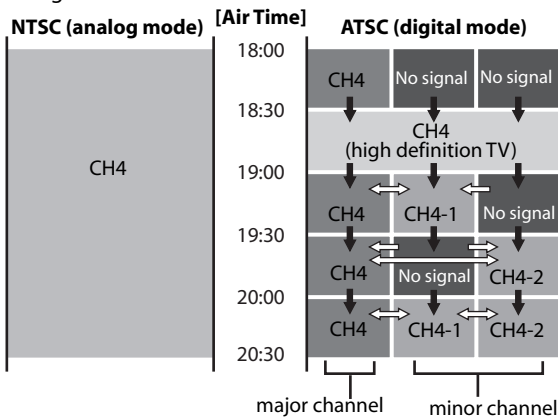 NTSC (analog mode) [Air Time] ATSC (digital mode)
18:00
CH4 No signal No signal
18:30
CH4
(high definition TV)
CH4
19:00
CH4 CH4-1 No signal
19:30
CH4 No signal CH4-2
20:00
CH4 CH4-1 CH4-2
20:30
major channel minor channel